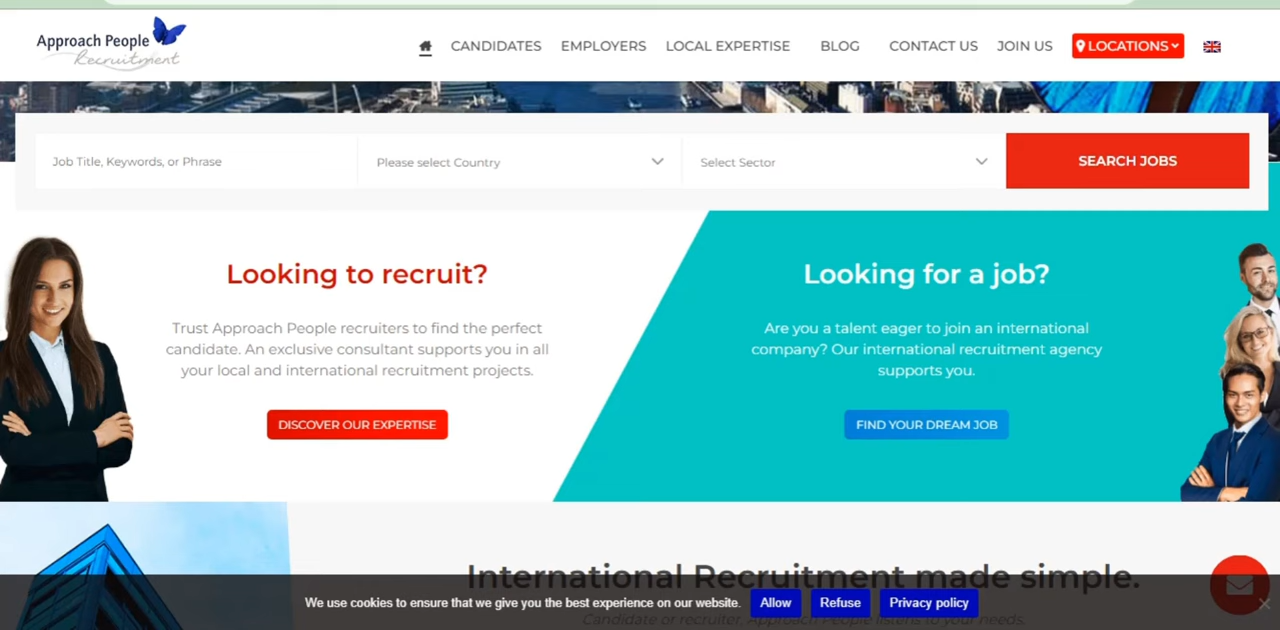 Approach People
Recruitment
CANDIDATES EMPLOYERS LOCAL EXPERTISE BLOG CONTACT US JOIN US LOCATIONS
Job Title, Keywords, or Phrase Please select Country Select Sector SEARCH JOBS
Looking to recruit?
Trust Approach People recruiters to find the perfect
candidate. An exclusive consultant supports you in all
your local and international recruitment projects.
DISCOVER OUR EXPERTISE
Looking for a job?
Are you a talent eager to join an international
company? Our international recruitment agency
supports you.
FIND YOUR DREAM JOB
International Recruitment made simple.
We use cookies to ensure that we give you the best experience on our website. Allow Refuse Privacy policy
Candidate or recruiter, Approach People listens to your needs.